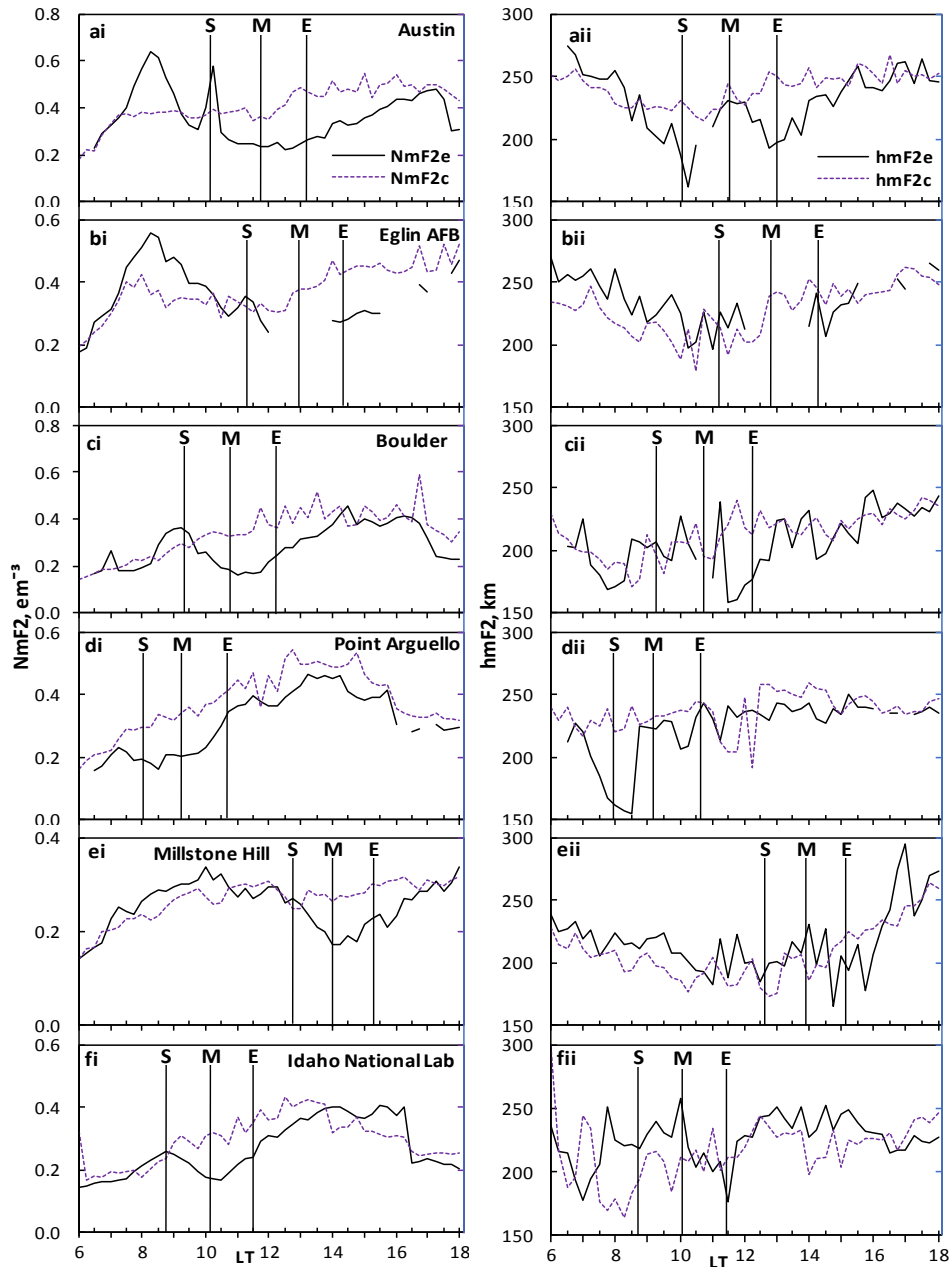 0.8
ai
S M E
Austin
0.6
0.4
0.2
0.0
NmF2e
NmF2c
300
aii
S M E
250
200
150
hmF2e
hmF2c
0.6
bi
S M E
Eglin AFB
0.4
0.2
0.0
300
bii
S M E
250
200
150
0.8
ci
S M E
Boulder
0.6
0.4
0.2
0.0
km
cii
S M E
250
200
150
NmF2, em⁻³
hmF2, km
0.6
di
S M E
Point Arguello
0.4
0.2
0.0
300
dii
S M E
250
200
150
0.4
ei
Millstone Hill
S M E
0.2
0.0
300
eii
S M E
250
200
150
0.6
fi
S M E
Idaho National Lab
0.4
0.2
0.0
6 8 10 12 14 16 18
LT
300
fii
S M E
250
200
150
6 8 10 12 14 16 18
LT